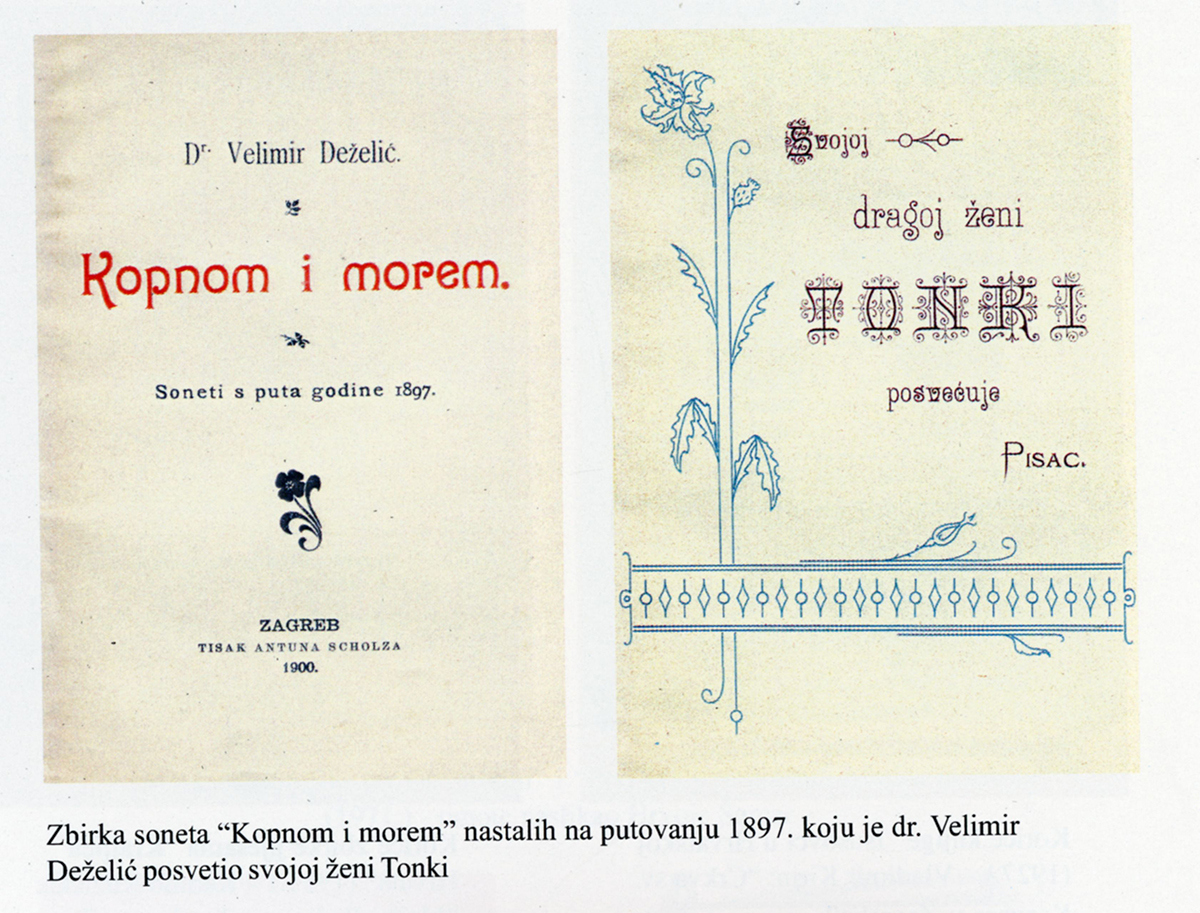 Dr. Velimir Deželić.
Kopnom i morem.
Soneti s puta godine 1897.
ZAGREB
TISAK ANTUNA SCHOLZA
1900.
Svojoj
dragoj ženi
TONKI
posvećuje
PISAC.
Zbirka soneta “Kopnom i morem” nastalih na putovanju 1897. koju je dr. Velimir
Deželić posvetio svojoj ženi Tonki